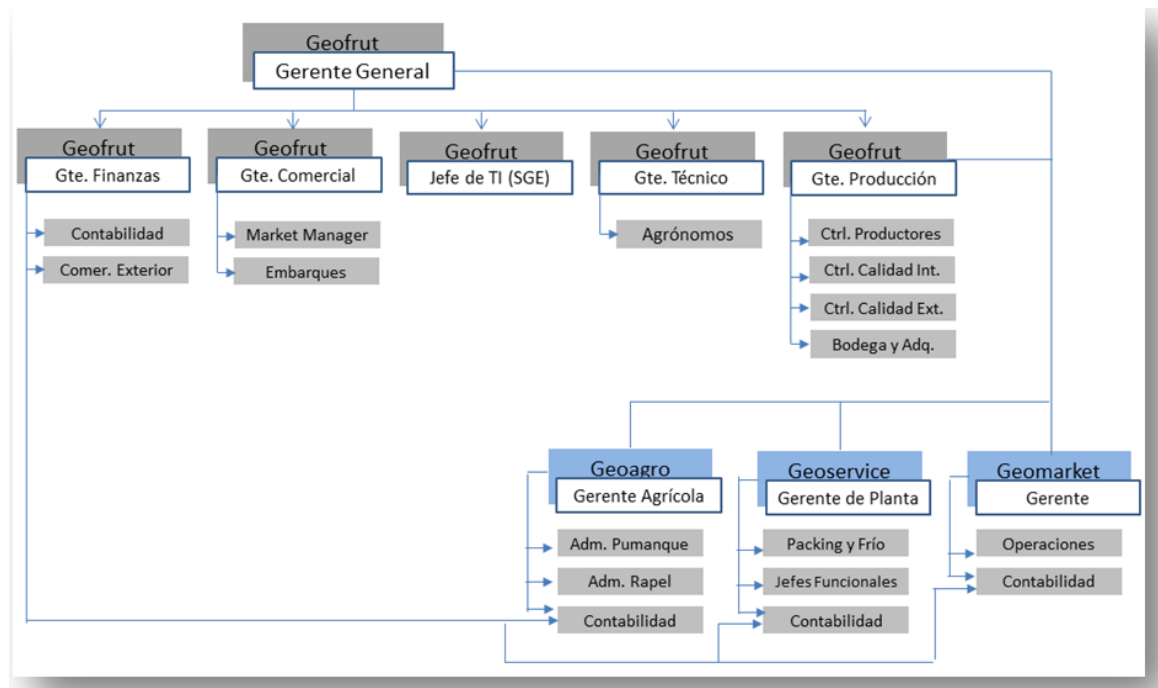 Geofrut
Gerente General
Geofrut
Gte. Finanzas
Contabilidad
Comer. Exterior
Geofrut
Gte. Comercial
Market Manager
Embarques
Geofrut
Jefe de TI (SGE)
Geofrut
Gte. Técnico
Agrónomos
Geofrut
Gte. Producción
Ctrl. Productores
Ctrl. Calidad Int.
Ctrl. Calidad Ext.
Bodega y Adq.
Geoagro
Gerente Agrícola
Adm. Pumanque
Adm. Rapel
Contabilidad
Geoservice
Gerente de Planta
Packing y Frío
Jefes Funcionales
Contabilidad
Geomarket
Gerente
Operaciones
Contabilidad